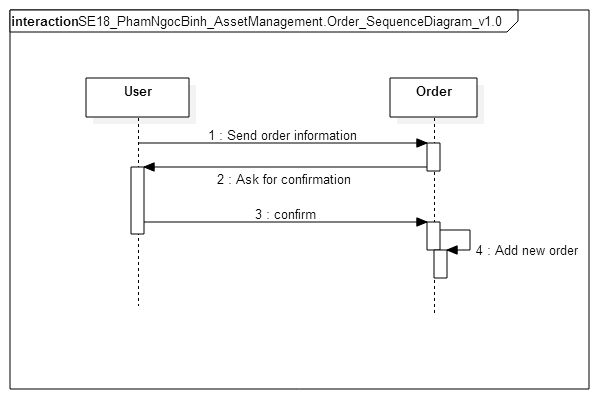 interactionSE18_PhamNgocBinh_AssetManagement.Order_SequenceDiagram_v1.0
User
Order
1 : Send order information
2 : Ask for confirmation
3 : confirm
4 : Add new order